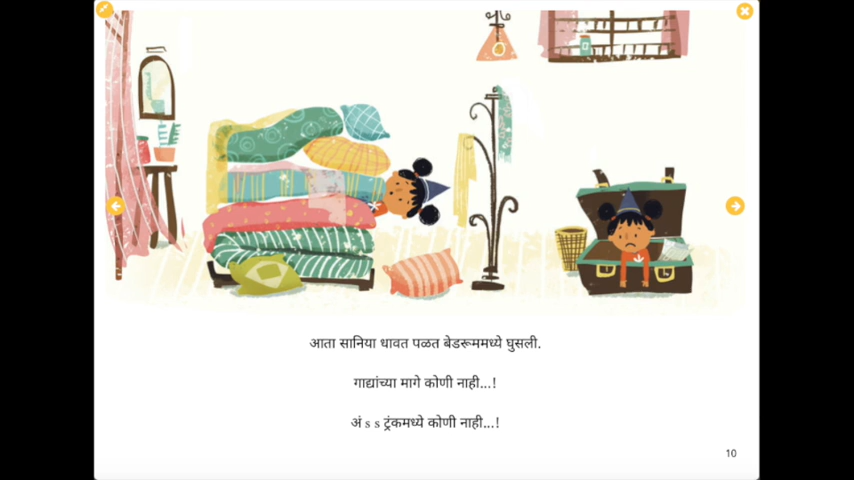 आता सानिया धावत पळत बेडरूममध्ये घुसली.
गाद्यांच्या मागे कोणी नाही...!
अं s s ट्रंकमध्ये कोणी नाही...!
10